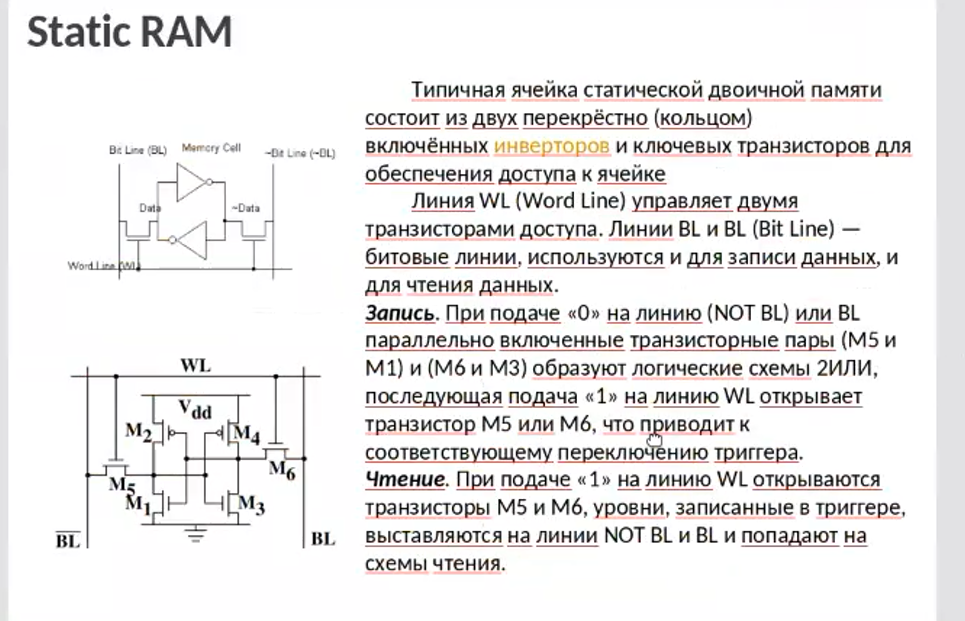 Static RAM
Bit Line (BL) Memory Cell ~Bit Line (~BL)
Data ~Data
Word Line (WL)
WL
Vdd
M2 M4
M5 M6
M1 M3
BL BL
Типичная ячейка статической двоичной памяти
состоит из двух перекрёстно (кольцом)
включённых инверторов и ключевых транзисторов для
обеспечения доступа к ячейке
Линия WL (Word Line) управляет двумя
транзисторами доступа. Линии BL и BL (Bit Line) —
битовые линии, используются и для записи данных, и
для чтения данных.
Запись. При подаче «0» на линию (NOT BL) или BL
параллельно включенные транзисторные пары (M5 и
M1) и (M6 и M3) образуют логические схемы 2ИЛИ,
последующая подача «1» на линию WL открывает
транзистор M5 или M6, что приводит к
соответствующему переключению триггера.
Чтение. При подаче «1» на линию WL открываются
транзисторы M5 и M6, уровни, записанные в триггере,
выставляются на линии NOT BL и BL и попадают на
схемы чтения.